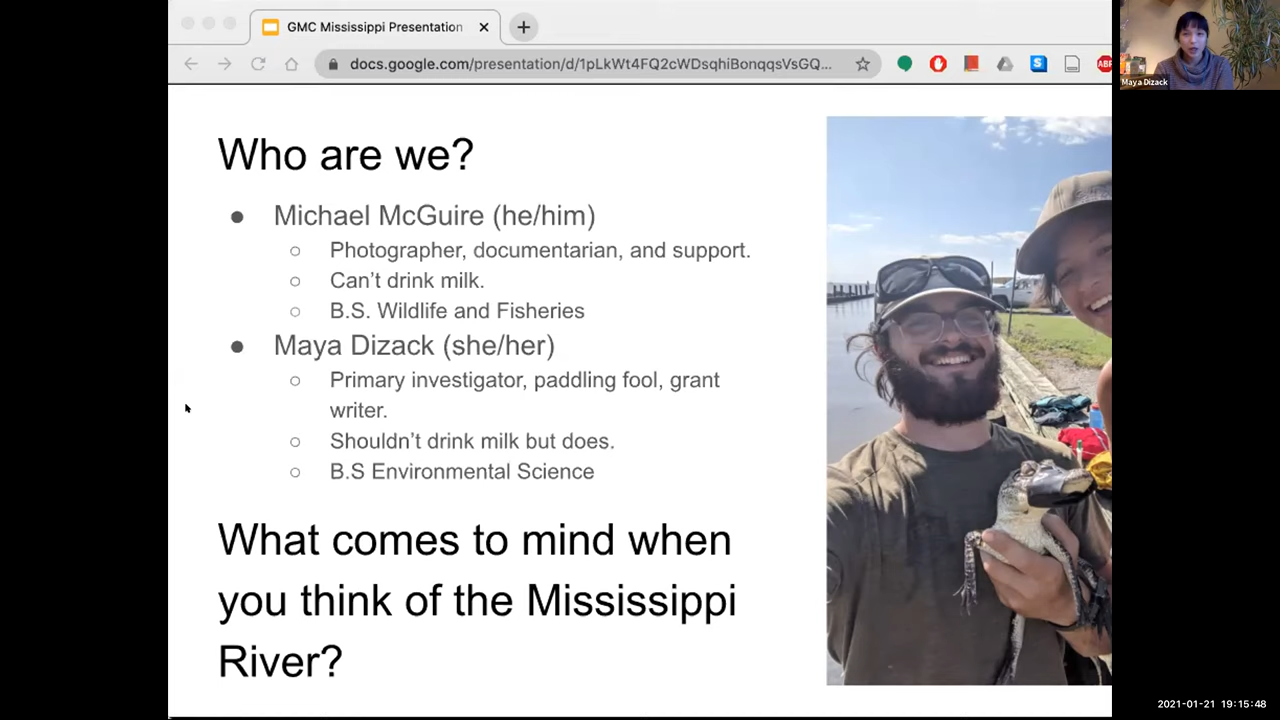 GMC Mississippi Presentation
docs.google.com/presentation/d/1pLkWt4FQ2cWDsqhiBonqqsVsGQ...
ABP
Maya Dizack
Who are we?
● Michael McGuire (he/him)
○ Photographer, documentarian, and support.
○ Can't drink milk.
○ B.S. Wildlife and Fisheries
● Maya Dizack (she/her)
○ Primary investigator, paddling fool, grant
writer.
○ Shouldn't drink milk but does.
○ B.S Environmental Science
What comes to mind when
you think of the Mississippi
River?
2021-01-21 19:15:48